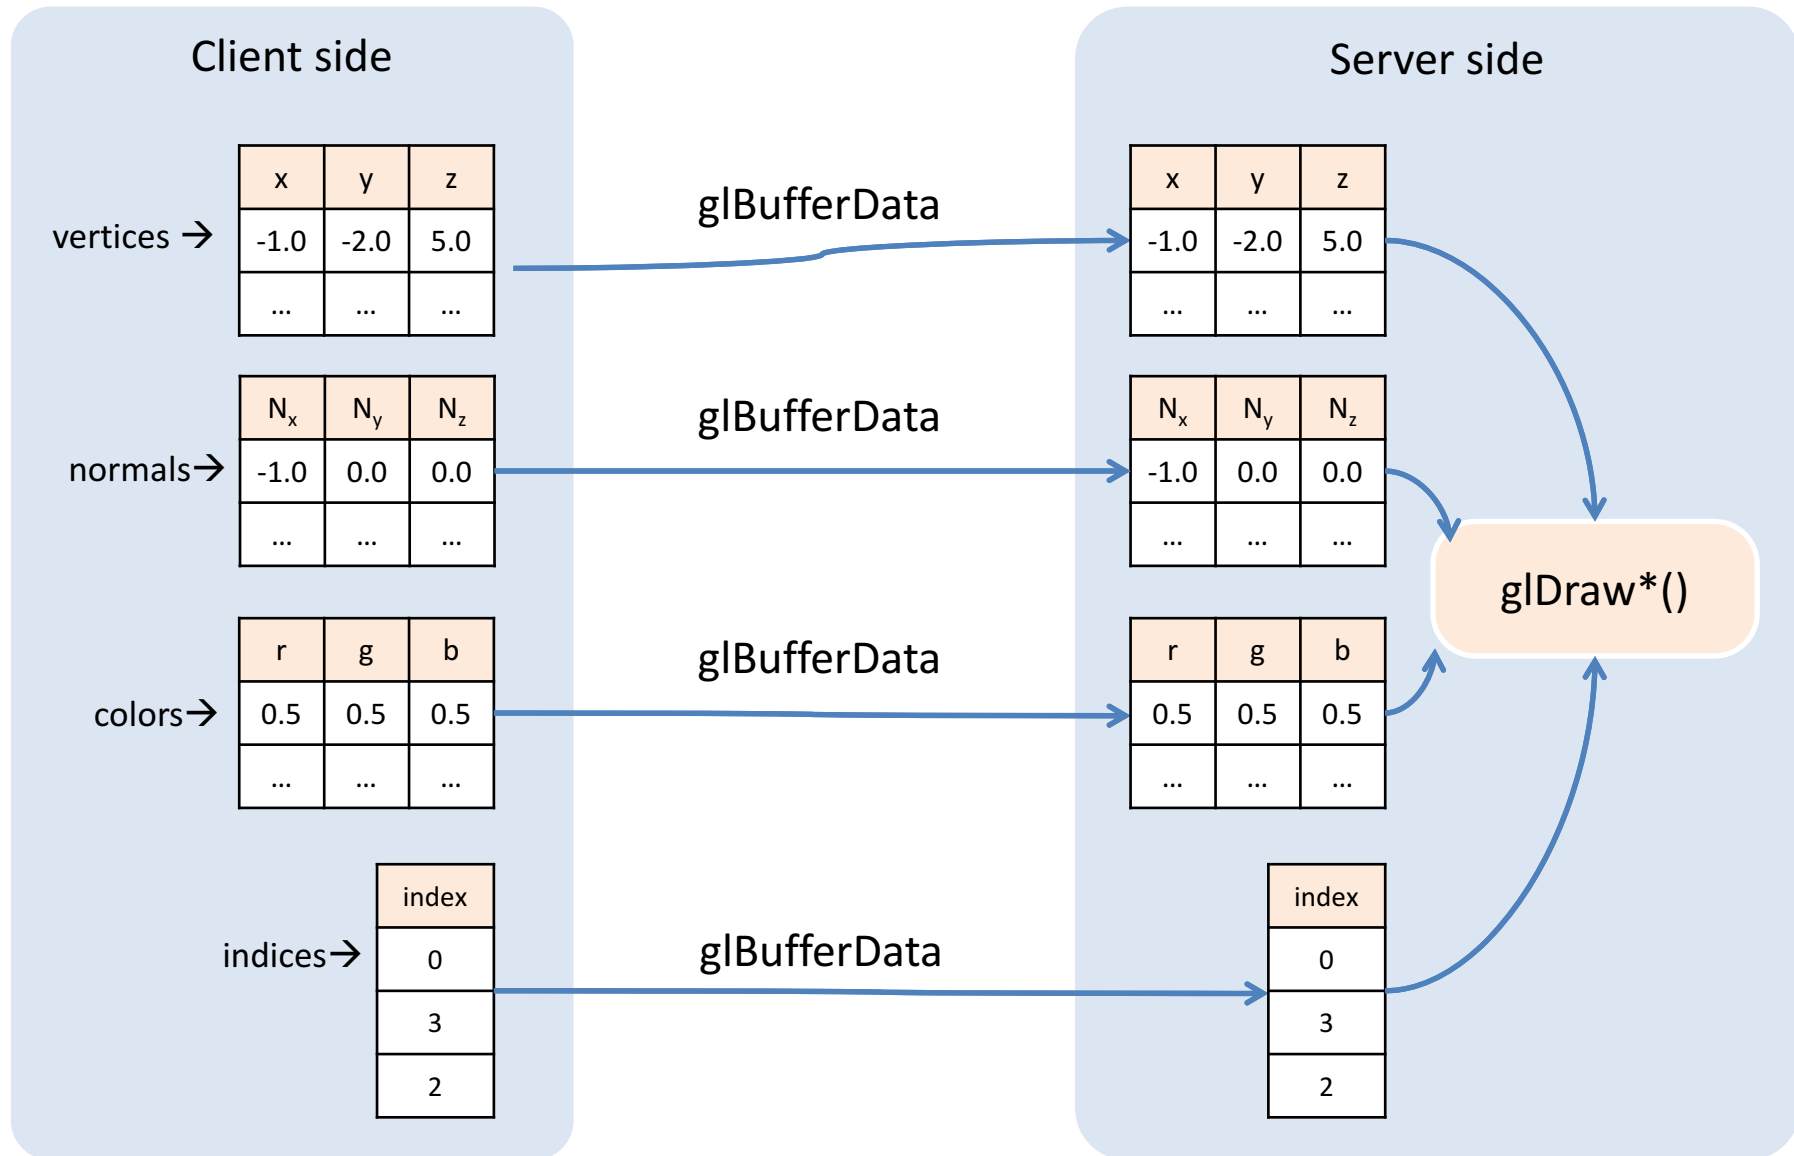 Client side
Server side
vertices →
x y z
-1.0 -2.0 5.0
... ... ...
glBufferData
x y z
-1.0 -2.0 5.0
... ... ...
normals→
Nx Ny Nz
-1.0 0.0 0.0
... ... ...
glBufferData
Nx Ny Nz
-1.0 0.0 0.0
... ... ...
glDraw*()
colors→
r g b
0.5 0.5 0.5
... ... ...
glBufferData
r g b
0.5 0.5 0.5
... ... ...
indices→
index
0
3
2
glBufferData
index
0
3
2